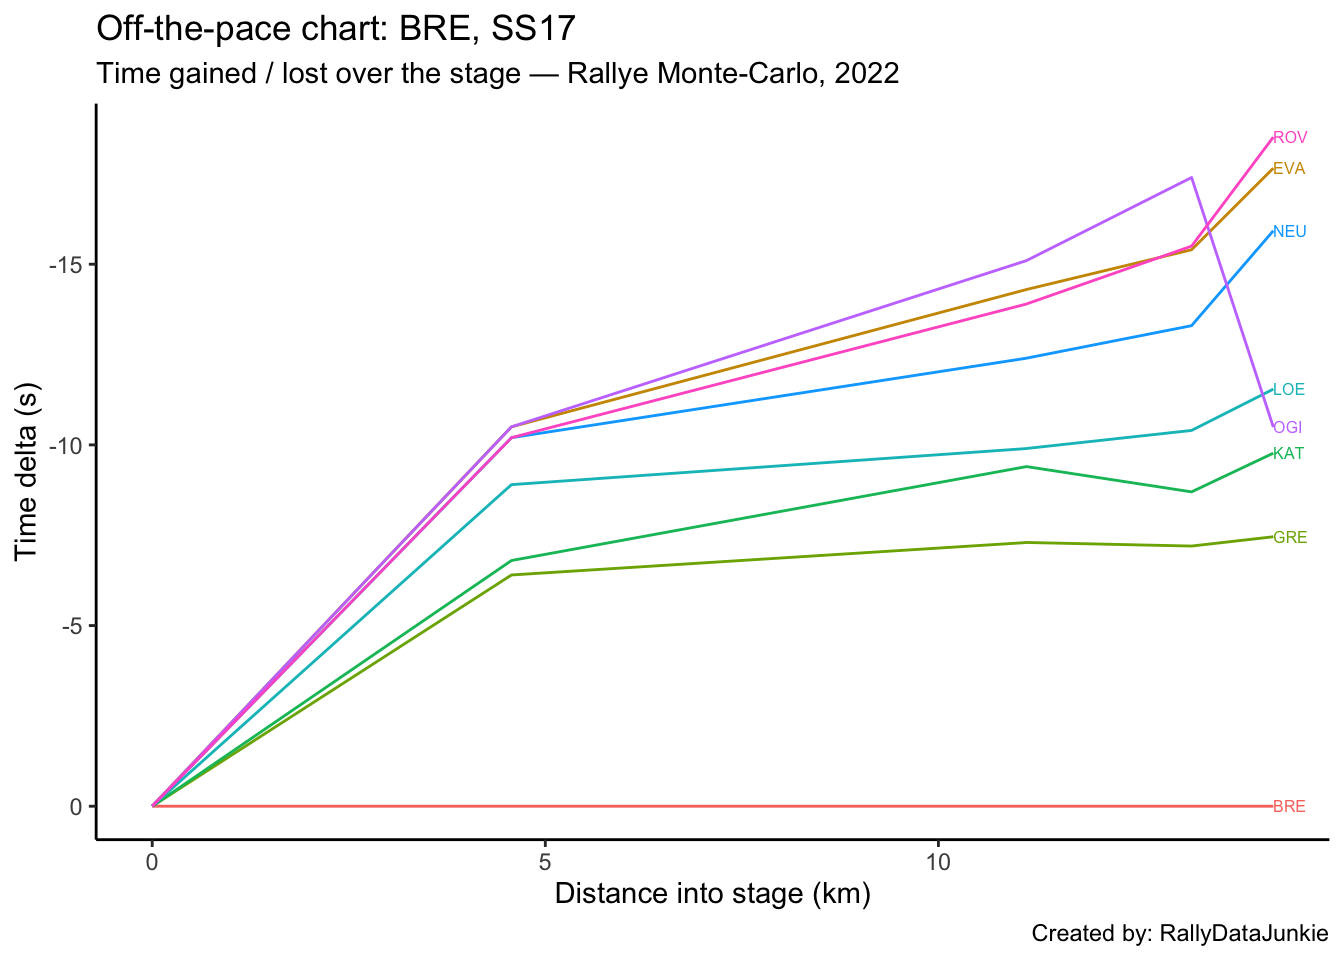 Off-the-pace chart: BRE, SS17
Time gained / lost over the stage — Rallye Monte-Carlo, 2022
ROV
EVA
NEU
-15
LOE
OGI
-10
KAT
GRE
-5
0
BRE
Time delta (s)
0 5 10
Distance into stage (km)
Created by: RallyDataJunkie